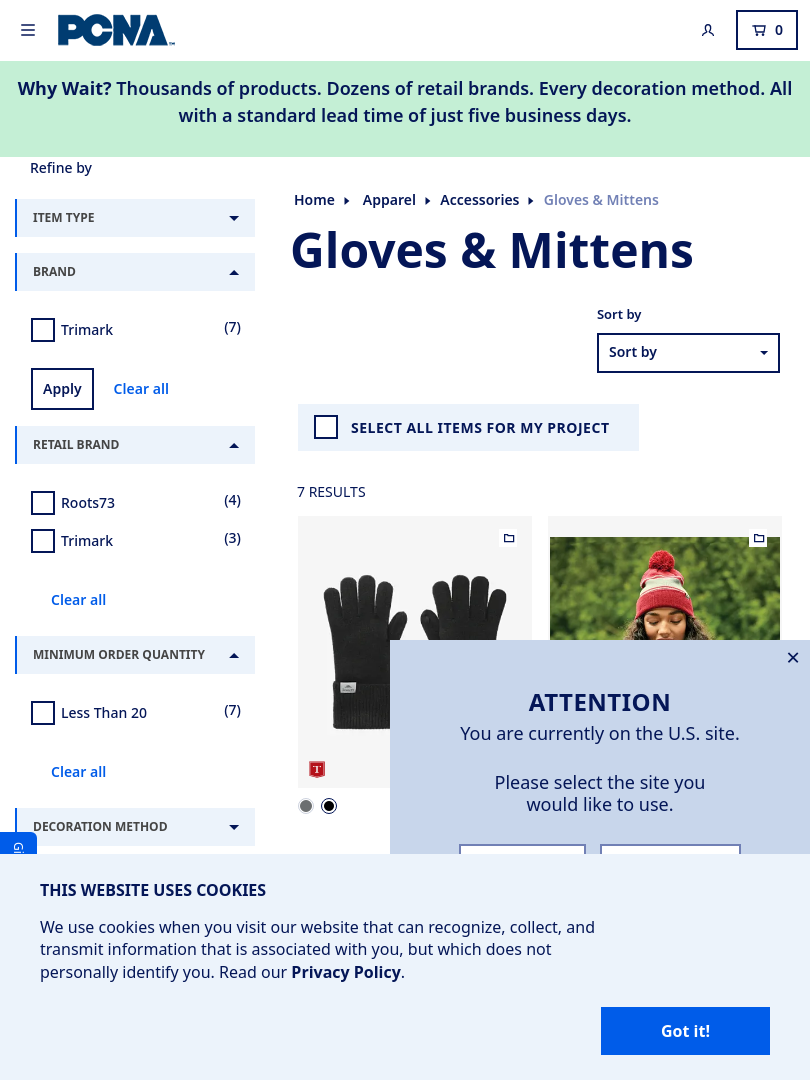 PCNA
0
Why Wait? Thousands of products. Dozens of retail brands. Every decoration method. All
with a standard lead time of just five business days.
Refine by
ITEM TYPE
BRAND
Trimark
(7)
Apply
Clear all
RETAIL BRAND
Roots73
(4)
Trimark
(3)
Clear all
MINIMUM ORDER QUANTITY
Less Than 20
(7)
Clear all
DECORATION METHOD
Home
Apparel
Accessories
Gloves & Mittens
Gloves & Mittens
Sort by
Sort by
SELECT ALL ITEMS FOR MY PROJECT
7 RESULTS
T
ATTENTION
You are currently on the U.S. site.
Please select the site you
would like to use.
THIS WEBSITE USES COOKIES
We use cookies when you visit our website that can recognize, collect, and
transmit information that is associated with you, but which does not
personally identify you. Read our Privacy Policy.
Got it!